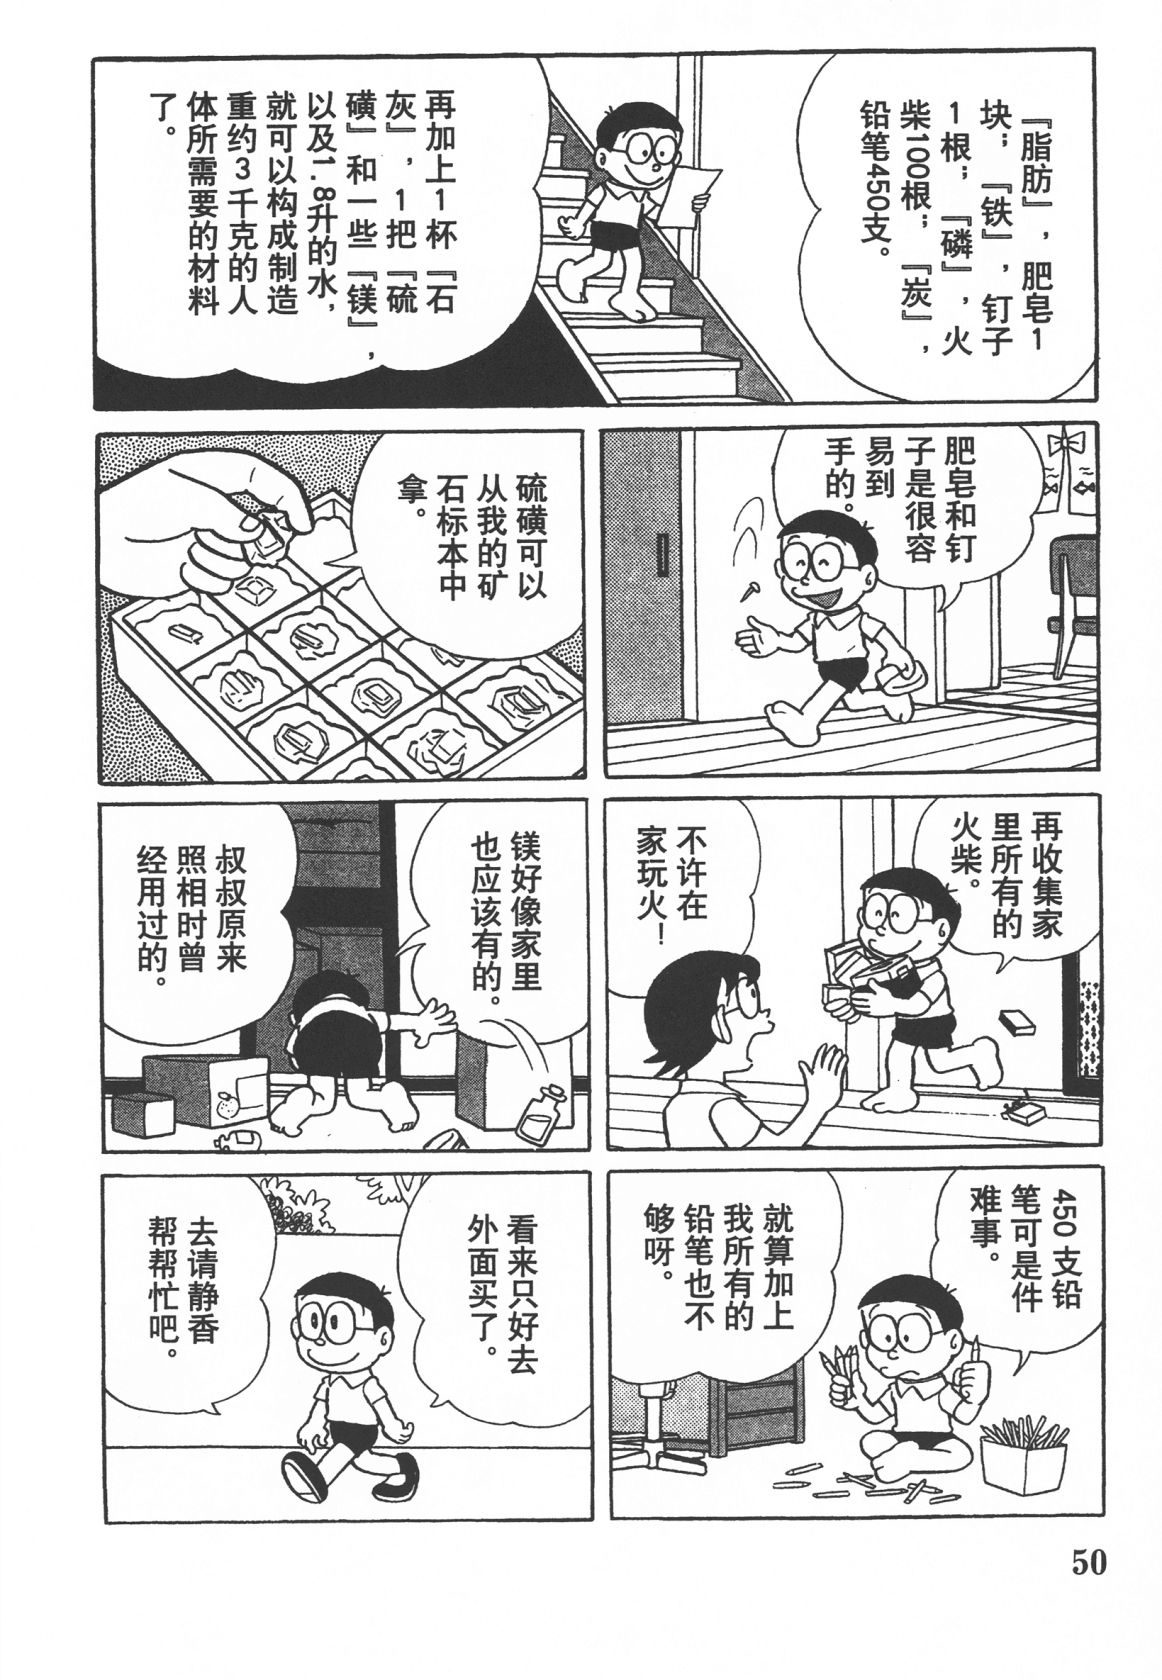 『脂肪』，肥皂1
块；『铁』，钉子
1根；『磷』，火
柴100根；『炭』，
铅笔450支。
再加上1杯『石
灰』，1把『硫
磺』和一些『镁』，
以及1.8升的水，
就可以构成制造
重约3千克的人
体所需要的材料
了。
肥皂和钉
子是很容
易到
手的。
硫磺可以
从我的矿
石标本中
拿。
再收集家
里所有的
火柴。
不许在
家玩火！
镁好像家里
也应该有的。
叔叔原来
照相时曾
经用过的。
450支铅
笔可是件
难事。
就算加上
我所有的
铅笔也不
够呀。
看来只好去
外面买了。
去请静香
帮帮忙吧。
50